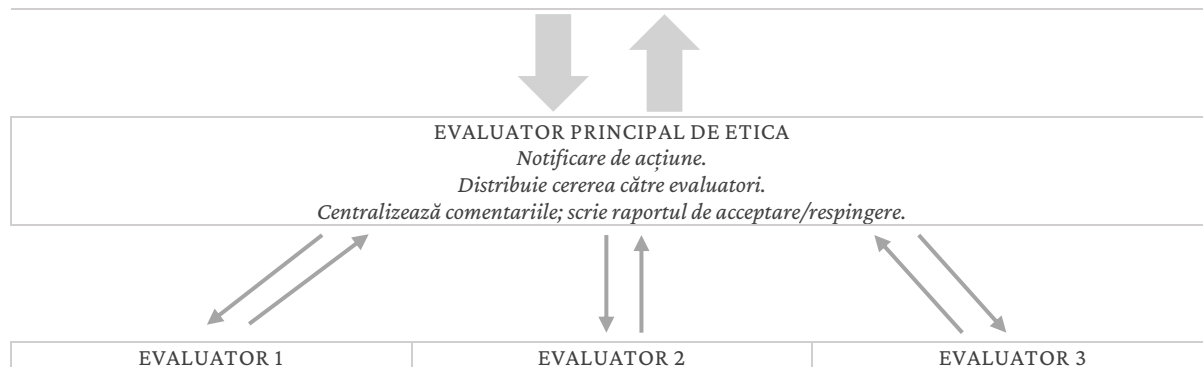 EVALUATOR PRINCIPAL DE ETICA
Notificare de acțiune.
Distribuie cererea către evaluatori.
Centralizează comentariile; scrie raportul de acceptare/respingere.
EVALUATOR 1
EVALUATOR 2
EVALUATOR 3